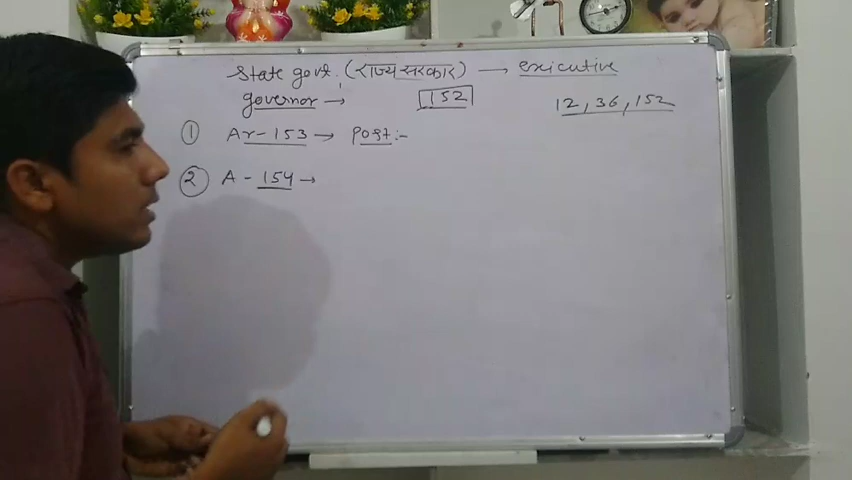 State govt. (राज्य सरकार) → exicutive
governor → 152 12, 36, 152
① Ar-153 → Post:-
② A-154 →